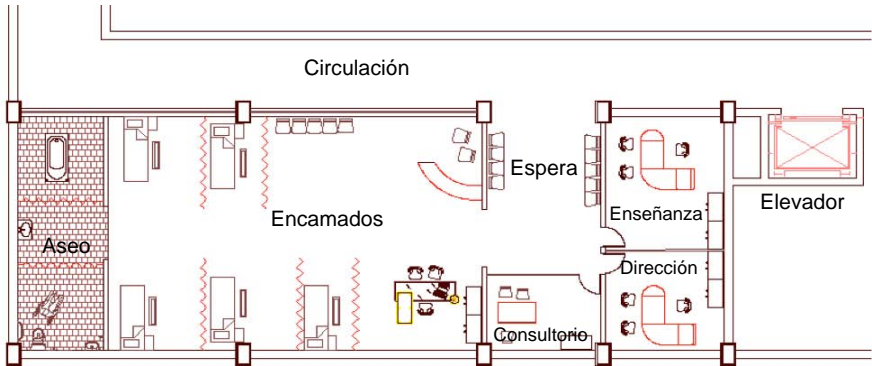 Circulación
Espera
Elevador
Enseñanza
Encamados
Aseo
Dirección
Consultorio